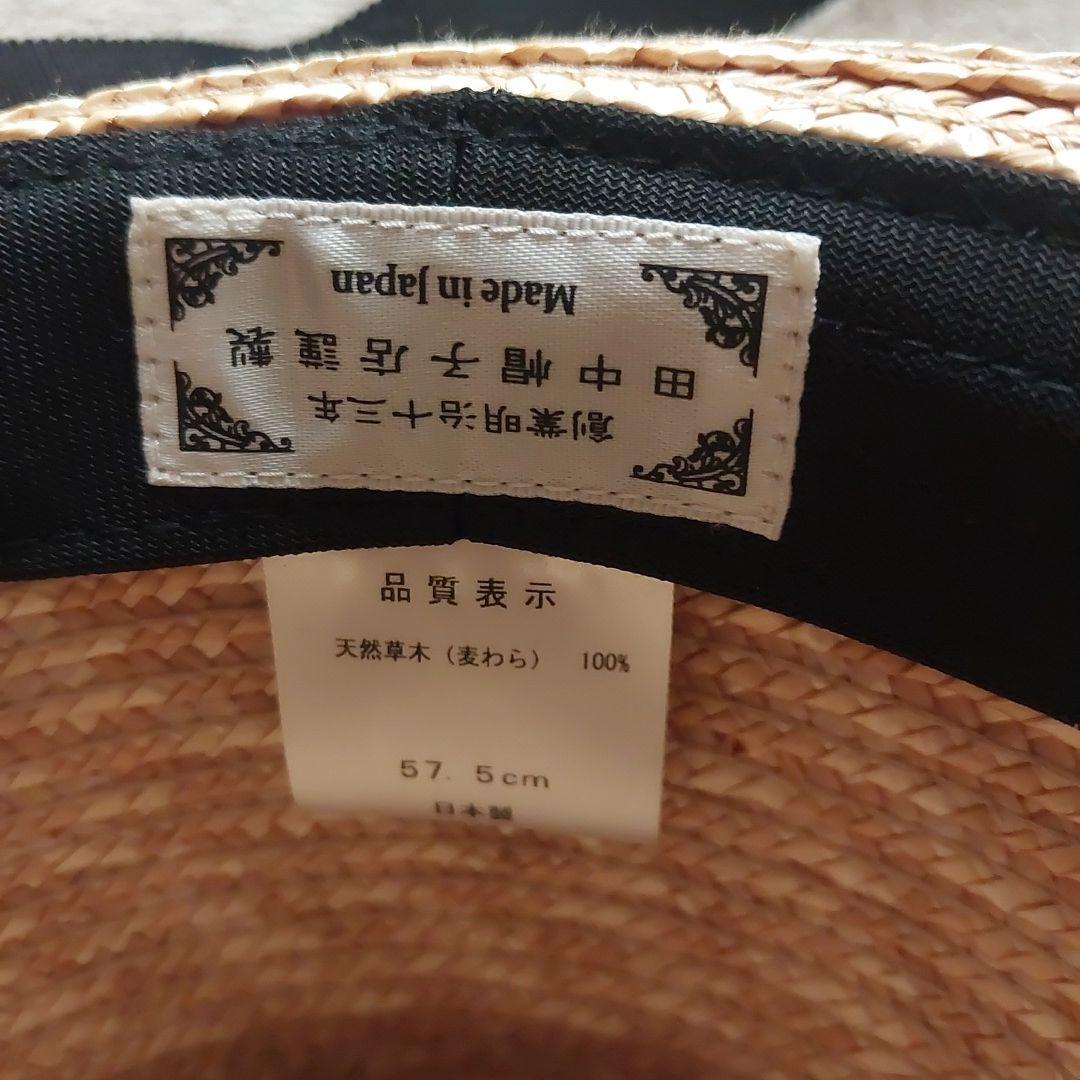 創業明治十三年
田中帽子店謹製
Made in Japan
品質表示
天然草木（麦わら） 100%
57.5cm
日本製